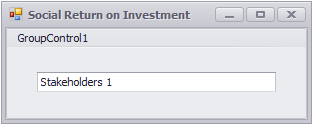 Social Return on Investment
GroupControl1
Stakeholders 1